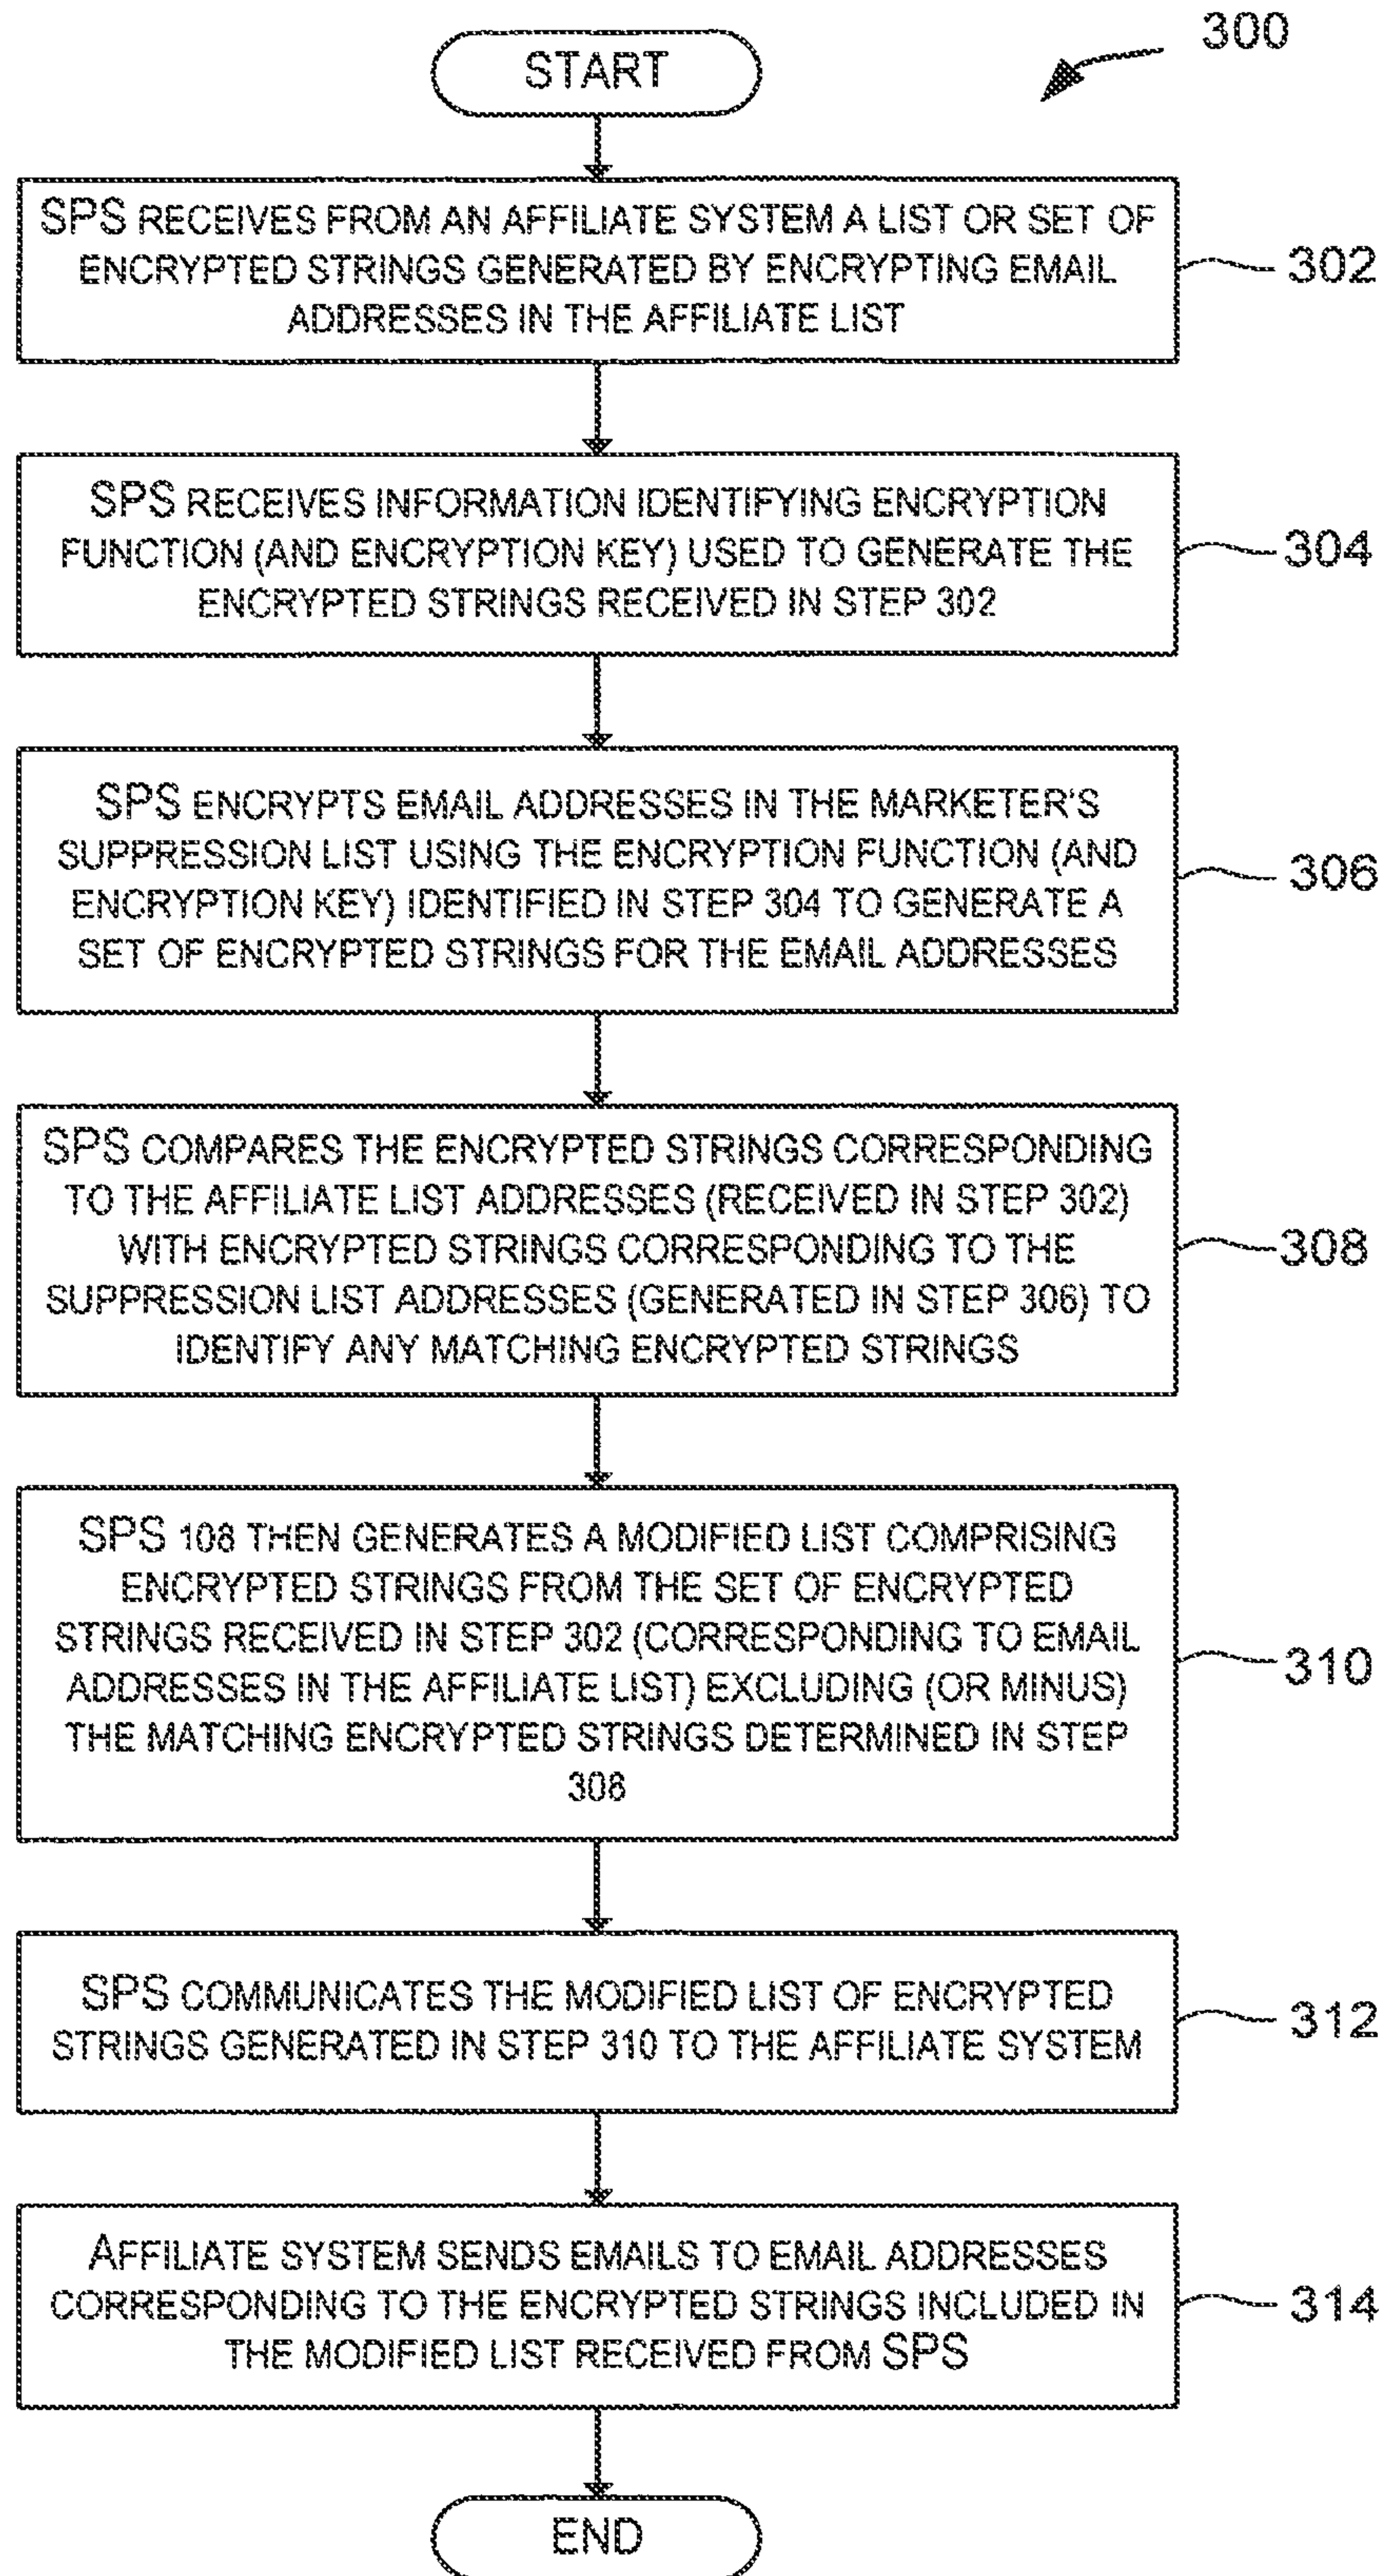 300
START
SPS RECEIVES FROM AN AFFILIATE SYSTEM A LIST OR SET OF
ENCRYPTED STRINGS GENERATED BY ENCRYPTING EMAIL
ADDRESSES IN THE AFFILIATE LIST
302
SPS RECEIVES INFORMATION IDENTIFYING ENCRYPTION
FUNCTION (AND ENCRYPTION KEY) USED TO GENERATE THE
ENCRYPTED STRINGS RECEIVED IN STEP 302
304
SPS ENCRYPTS EMAIL ADDRESSES IN THE MARKETER'S
SUPPRESSION LIST USING THE ENCRYPTION FUNCTION (AND
ENCRYPTION KEY) IDENTIFIED IN STEP 304 TO GENERATE A
SET OF ENCRYPTED STRINGS FOR THE EMAIL ADDRESSES
306
SPS COMPARES THE ENCRYPTED STRINGS CORRESPONDING
TO THE AFFILIATE LIST ADDRESSES (RECEIVED IN STEP 302)
WITH ENCRYPTED STRINGS CORRESPONDING TO THE
SUPPRESSION LIST ADDRESSES (GENERATED IN STEP 306) TO
IDENTIFY ANY MATCHING ENCRYPTED STRINGS
308
SPS 108 THEN GENERATES A MODIFIED LIST COMPRISING
ENCRYPTED STRINGS FROM THE SET OF ENCRYPTED
STRINGS RECEIVED IN STEP 302 (CORRESPONDING TO EMAIL
ADDRESSES IN THE AFFILIATE LIST) EXCLUDING (OR MINUS)
THE MATCHING ENCRYPTED STRINGS DETERMINED IN STEP
308
310
SPS COMMUNICATES THE MODIFIED LIST OF ENCRYPTED
STRINGS GENERATED IN STEP 310 TO THE AFFILIATE SYSTEM
312
AFFILIATE SYSTEM SENDS EMAILS TO EMAIL ADDRESSES
CORRESPONDING TO THE ENCRYPTED STRINGS INCLUDED IN
THE MODIFIED LIST RECEIVED FROM SPS
314
END